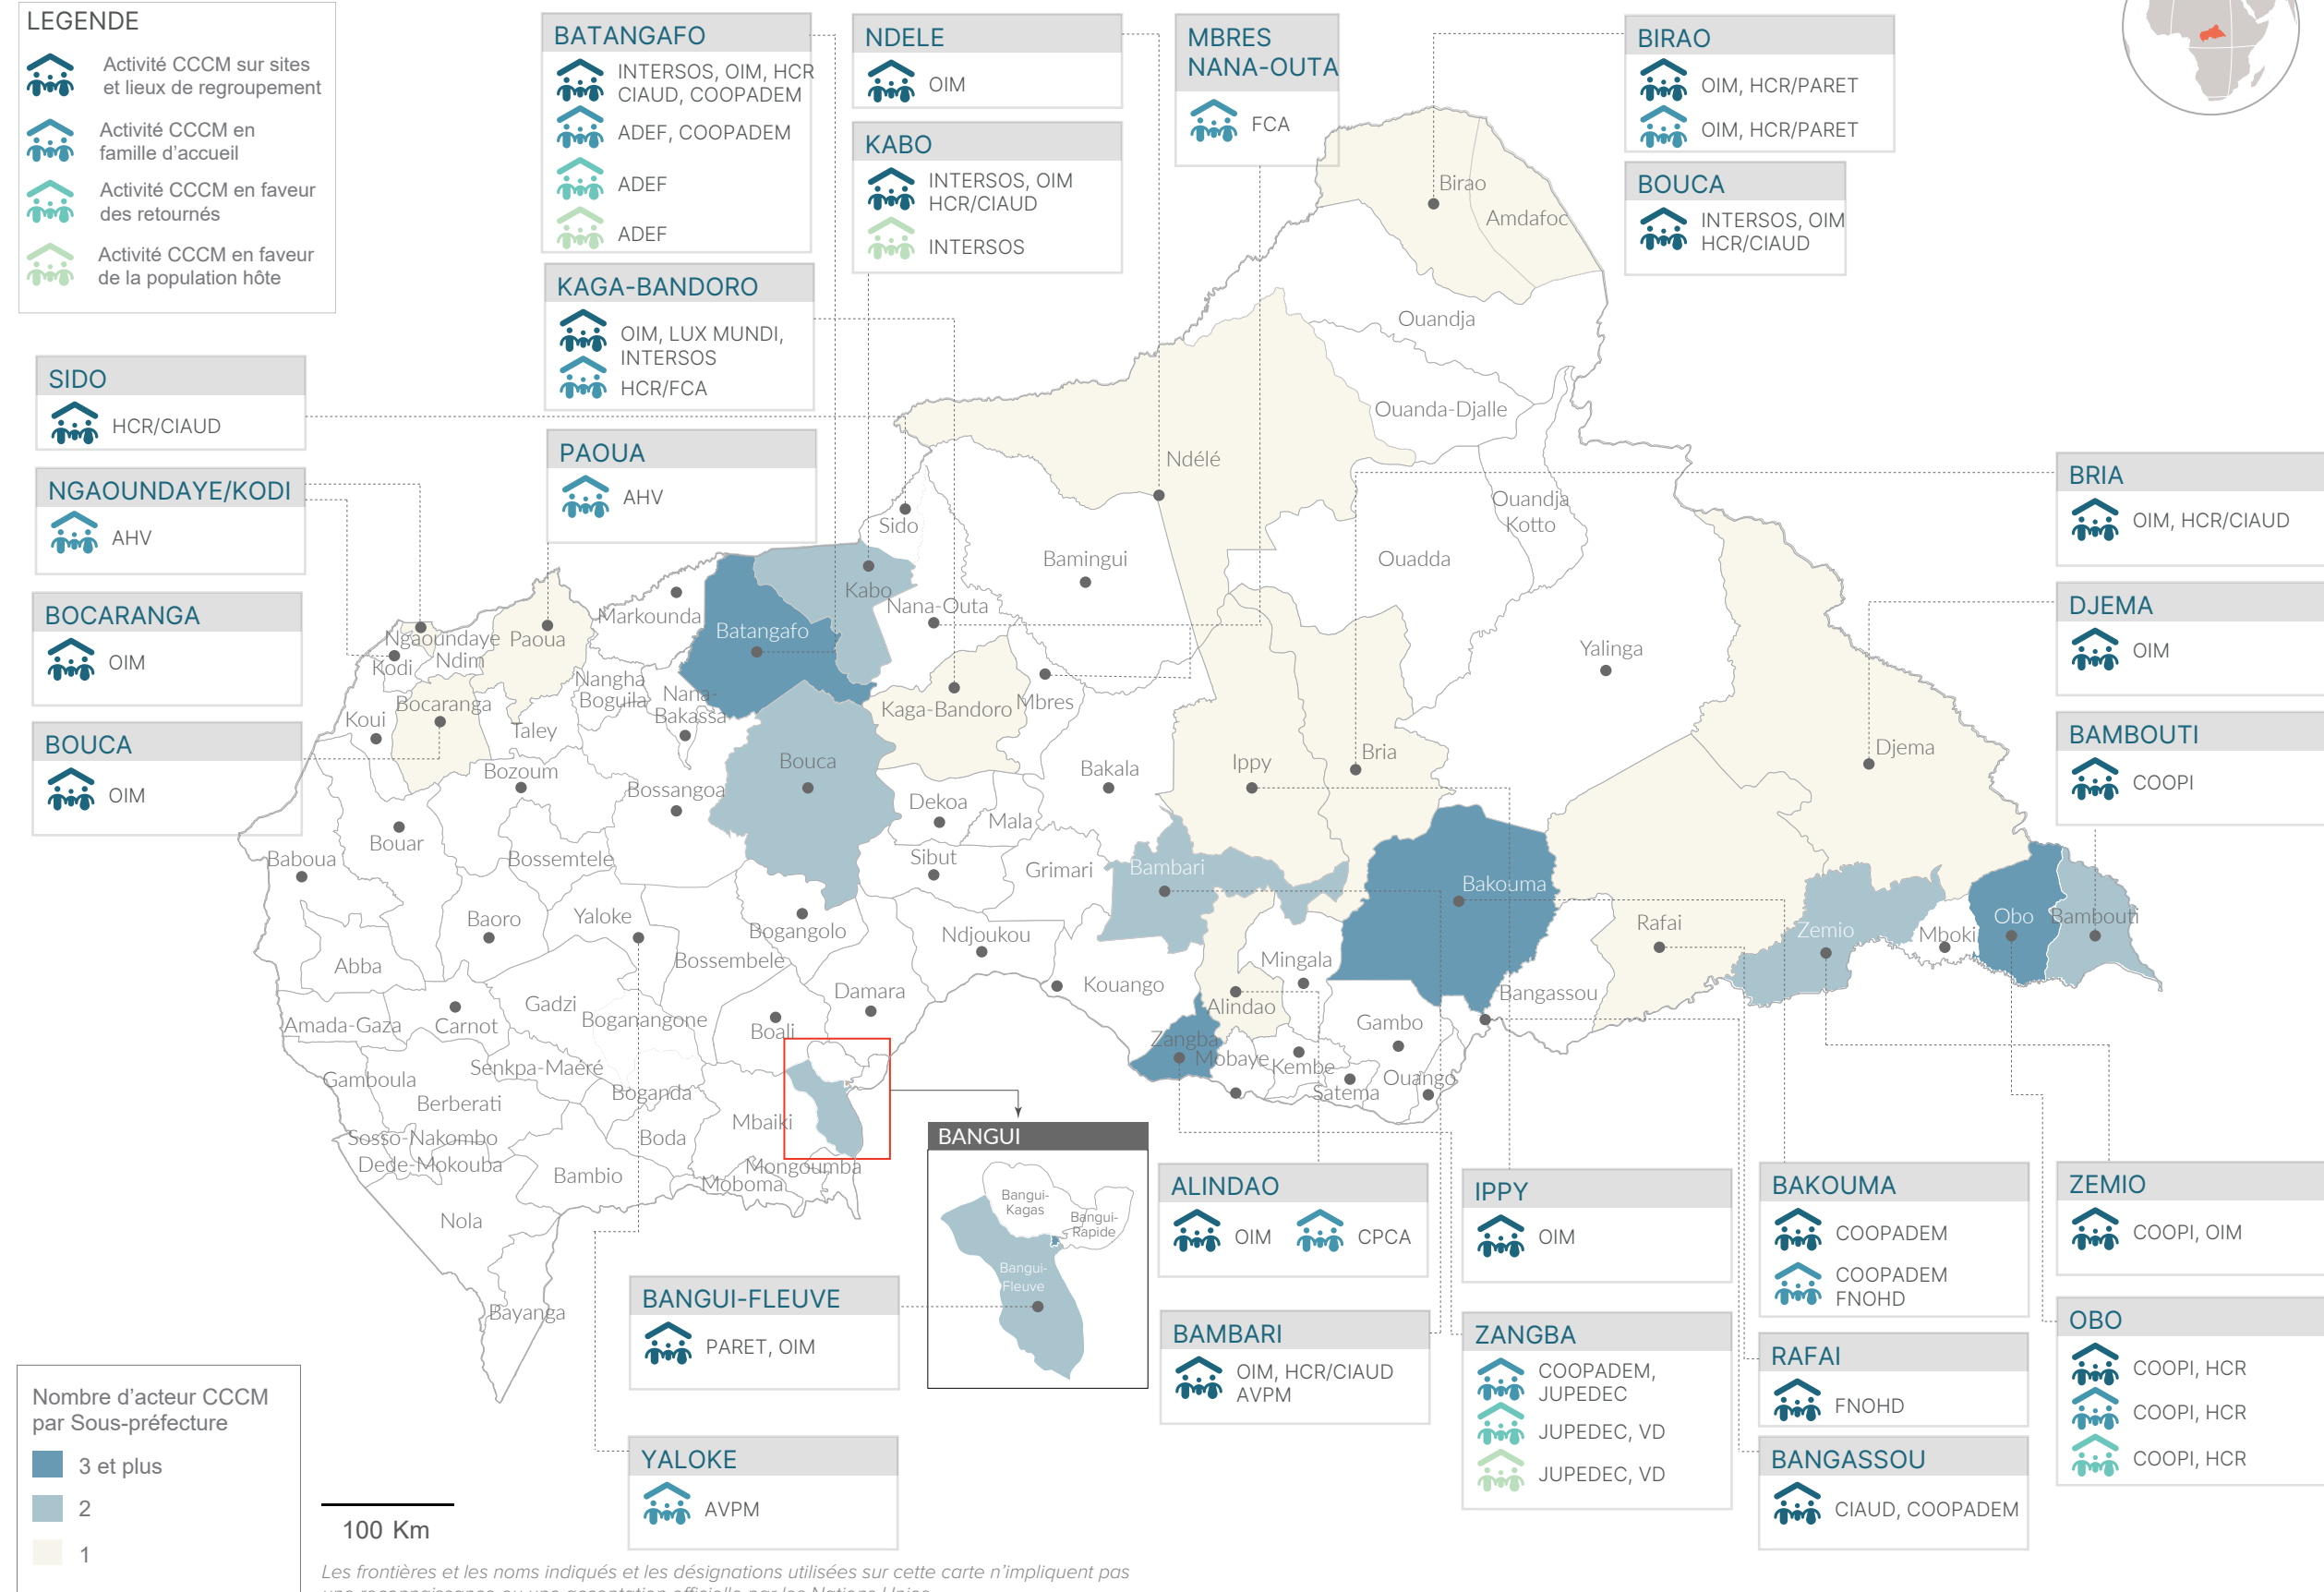 LEGENDE
Activité CCCM sur sites
et lieux de regroupement
Activité CCCM en
famille d'accueil
Activité CCCM en faveur
des retournés
Activité CCCM en faveur
de la population hôte
BATANGAFO
INTERSOS, OIM, HCR
CIAUD, COOPADEM
ADEF, COOPADEM
ADEF
ADEF
NDELE
OIM
KABO
INTERSOS, OIM
HCR/CIAUD
INTERSOS
MBRES
NANA-OUTA
FCA
BIRAO
OIM, HCR/PARET
OIM, HCR/PARET
BOUCA
INTERSOS, OIM
HCR/CIAUD
KAGA-BANDORO
OIM, LUX MUNDI,
INTERSOS
HCR/FCA
SIDO
HCR/CIAUD
NGAOUNDAYE/KODI
AHV
PAOUA
AHV
BOCARANGA
OIM
BOUCA
OIM
BRIA
OIM, HCR/CIAUD
DJEMA
OIM
BAMBOUTI
COOPI
Birao
Amdafoc
Ouandja
Ouanda-Djalle
Ndélé
Ouandja
Kotto
Sido
Bamingui
Ouadda
Kabo
Nana-Outa
Markounda
Batangafo
Ngaoundaye
Paoua
Yalinga
Kodi
Ndim
Nangha
Boguila
Nana-
Bakassa
Kaga-Bandoro
Mbres
Bocaranga
Koui
Taley
Bouca
Ippy
Bria
Djema
Bozoum
Bossangoa
Bakala
Dekoa
Mala
Bouar
Baboua
Bossemtele
Sibut
Grimari
Bambari
Bakouma
Baoro
Yaloke
Bogangolo
Ndjoukou
Rafai
Zemio
Mboki
Obo
Bambouti
Abba
Bossembele
Mingala
Kouango
Damara
Bangassou
Gadzi
Alindao
Amada-Gaza
Carnot
Boganangone
Boali
Gambo
Zangba
Mobaye
Kembe
Senkpa-Maéré
Gamboula
Ouango
Satema
Boganda
Berberati
Mbaiki
Sosso-Nakombo
Boda
Dede-Mokouba
Mongoumba
Bambio
Moboma
Nola
Bayanga
BANGUI
Bangui-
Kagas
Bangui-
Rapide
Bangui-
Fleuve
ALINDAO
OIM
CPCA
IPPY
OIM
BAKOUMA
COOPADEM
COOPADEM
FNOHD
ZEMIO
COOPI, OIM
BANGUI-FLEUVE
PARET, OIM
BAMBARI
OIM, HCR/CIAUD
AVPM
ZANGBA
COOPADEM,
JUPEDEC
JUPEDEC, VD
JUPEDEC, VD
RAFAI
FNOHD
OBO
COOPI, HCR
COOPI, HCR
COOPI, HCR
YALOKE
AVPM
BANGASSOU
CIAUD, COOPADEM
Nombre d'acteur CCCM
par Sous-préfecture
3 et plus
2
1
100 Km
Les frontières et les noms indiqués et les désignations utilisées sur cette carte n'impliquent pas
une reconnaissance ou une acceptation officielle par les Nations Unies